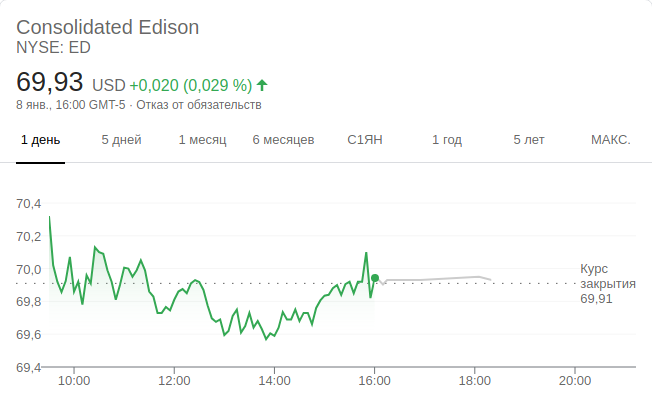 Consolidated Edison
NYSE: ED
69,93 USD +0,020 (0,029 %)
8 янв., 16:00 GMT-5 · Отказ от обязательств
1 день 5 дней 1 месяц 6 месяцев С1ЯН 1 год 5 лет МАКС.
70,4
70,2
70,0
69,8
69,6
69,4
Курс
закрытия
69,91
10:00 12:00 14:00 16:00 18:00 20:00